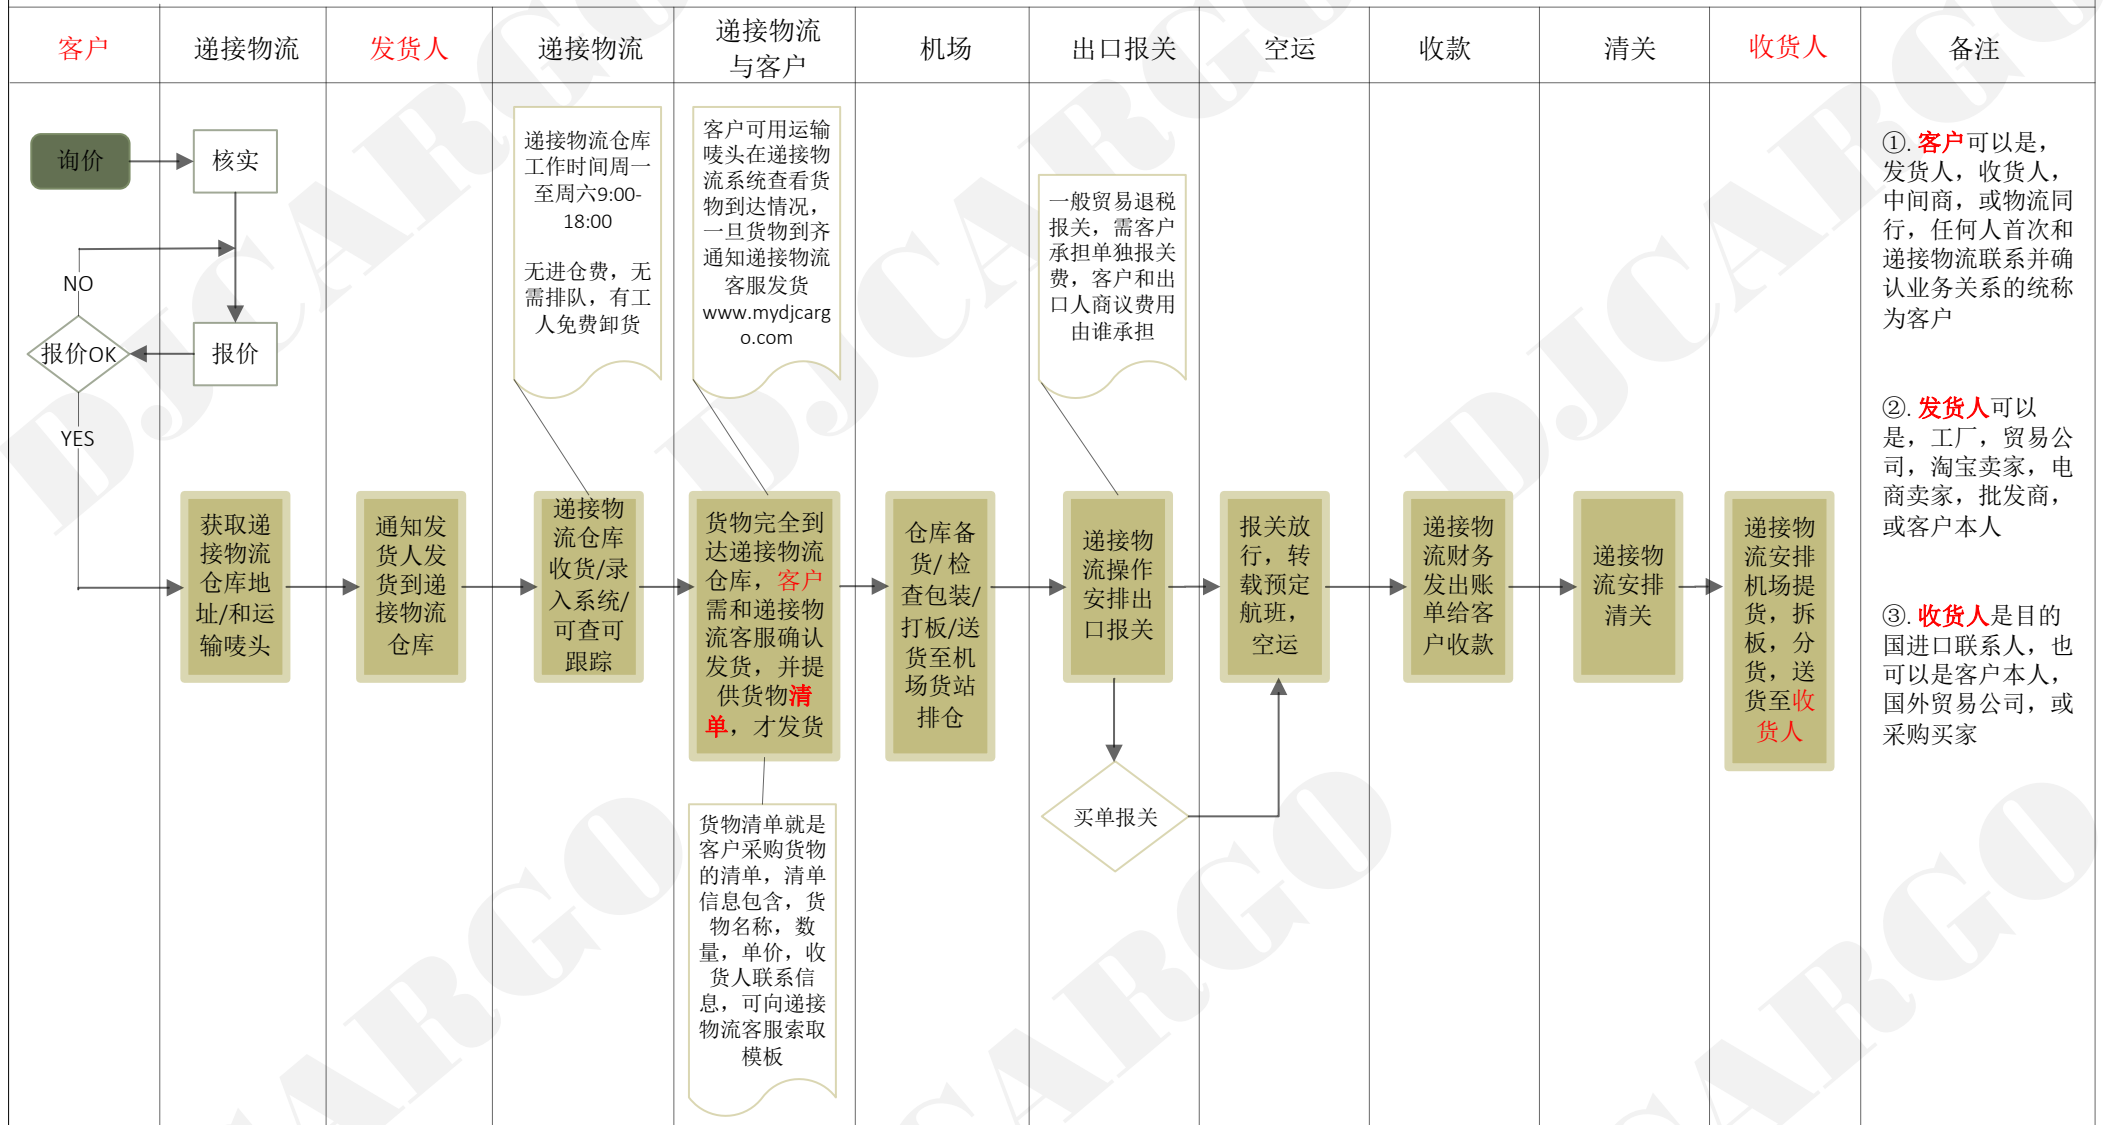 客户
递接物流
发货人
递接物流
递接物流
与客户
机场
出口报关
空运
收款
清关
收货人
备注
询价
核实
NO
报价OK
报价
YES
递接物流仓库
工作时间周一
至周六9:00-
18:00
无进仓费，无
需排队，有工
人免费卸货
客户可用运输
唛头在递接物
流系统查看货
物到达情况，
一旦货物到齐
通知递接物流
客服发货
www.mydjcarg
o.com
一般贸易退税
报关，需客户
承担单独报关
费，客户和出
口人商议费用
由谁承担
获取递
接物流
仓库地
址/和运
输唛头
通知发
货人发
货到递
接物流
仓库
递接物
流仓库
收货/录
入系统/
可查可
跟踪
货物完全到
达递接物流
仓库，客户
需和递接物
流客服确认
发货，并提
供货物清
单，才发货
仓库备
货/ 检
查包装/
打板/送
货至机
场货站
排仓
递接物
流操作
安排出
口报关
报关放
行，转
载预定
航班，
空运
递接物
流财务
发出账
单给客
户收款
递接物
流安排
清关
递接物
流安排
机场提
货，拆
板，分
货，送
货至收
货人
买单报关
货物清单就是
客户采购货物
的清单，清单
信息包含，货
物名称，数
量，单价，收
货人联系信
息，可向递接
物流客服索取
模板
①. 客户可以是，
发货人，收货人，
中间商，或物流同
行，任何人首次和
递接物流联系并确
认业务关系的统称
为客户
②. 发货人可以
是，工厂，贸易公
司，淘宝卖家，电
商卖家，批发商，
或客户本人
③. 收货人是目的
国进口联系人，也
可以是客户本人，
国外贸易公司，或
采购买家
DJCARGO
DJCARGO
DJCARGO
CARGO
CARGO
CARGO